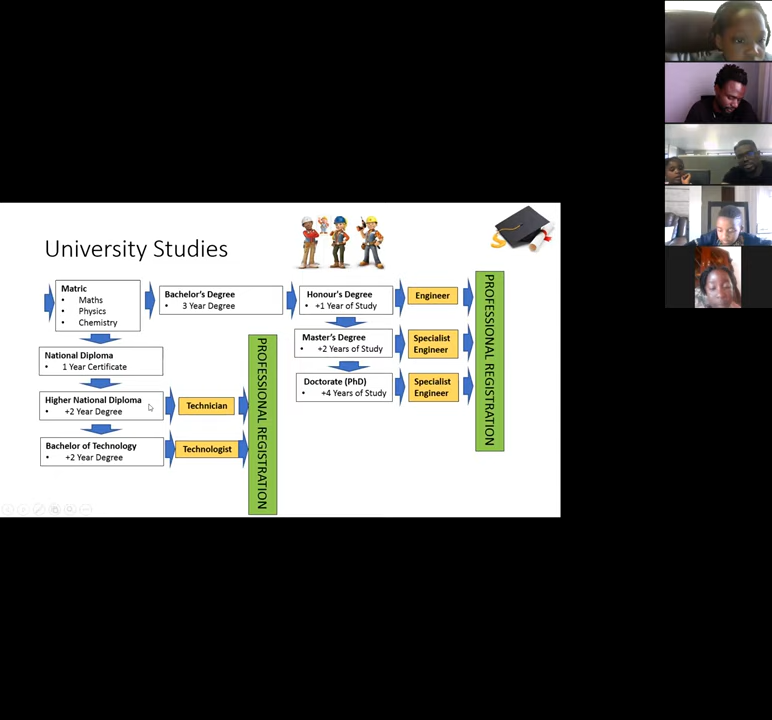 University Studies
Matric
• Maths
• Physics
• Chemistry
Bachelor's Degree
• 3 Year Degree
Honour's Degree
• +1 Year of Study
Engineer
Master's Degree
• +2 Years of Study
Specialist
Engineer
Doctorate (PhD)
• +4 Years of Study
Specialist
Engineer
PROFESSIONAL REGISTRATION
National Diploma
• 1 Year Certificate
Higher National Diploma
• +2 Year Degree
Technician
Bachelor of Technology
• +2 Year Degree
Technologist
PROFESSIONAL REGISTRATION